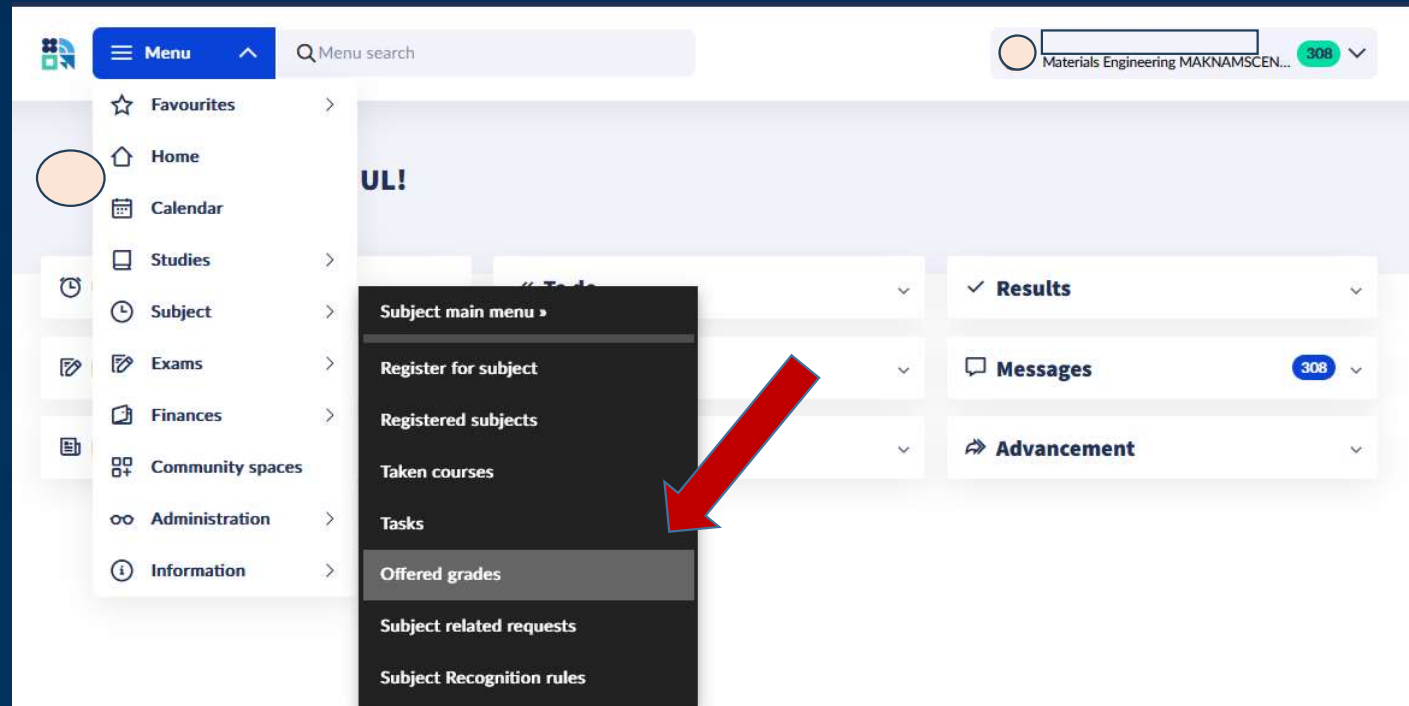 Menu
Menu search
Materials Engineering MAKNAMSCEN...
308
Favourites
Home
UL!
Calendar
Studies
Subject
Exams
Finances
Community spaces
Administration
Information
Subject main menu »
Register for subject
Registered subjects
Taken courses
Tasks
Offered grades
Subject related requests
Subject Recognition rules
Results
Messages
308
Advancement